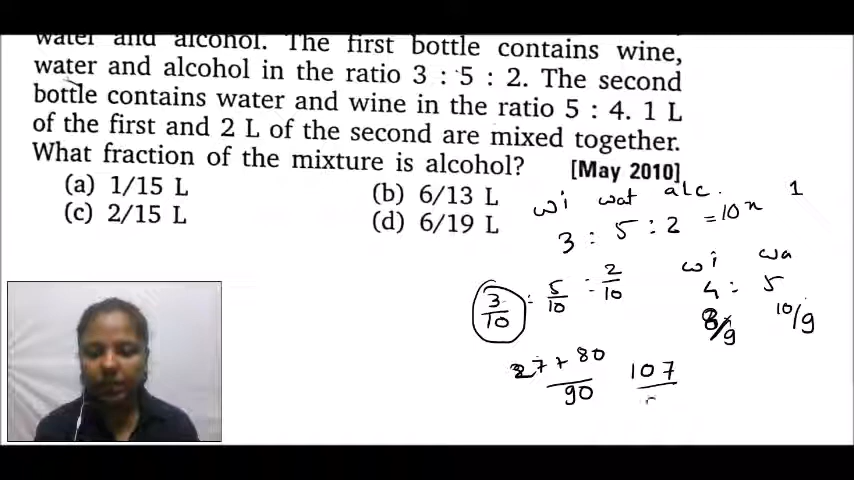 water and alcohol. The first bottle contains wine,
water and alcohol in the ratio 3 : 5 : 2. The second
bottle contains water and wine in the ratio 5 : 4. 1 L
of the first and 2 L of the second are mixed together.
What fraction of the mixture is alcohol? [May 2010]
(a) 1/15 L (b) 6/13 L
(c) 2/15 L (d) 6/19 L
wi wat alc. 1
3 : 5 : 2 = 10x
wi wa
4 : 5
3/10 : 5/10 : 2/10
8/9 10/9
27 + 80 / 90 107